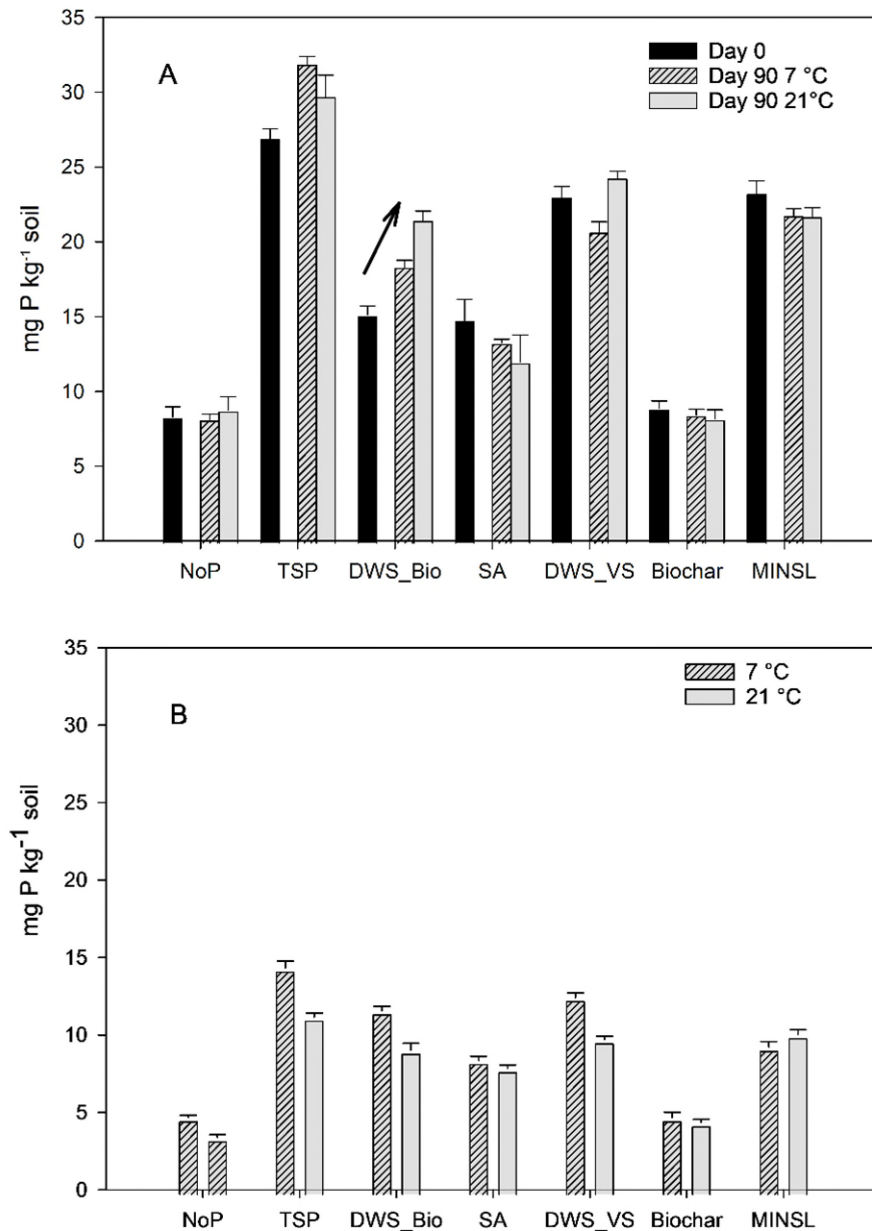 35
A
Day 0
Day 90 7 °C
Day 90 21°C
30
25
20
15
10
5
0
mg P kg⁻¹ soil
NoP TSP DWS_Bio SA DWS_VS Biochar MINSL
35
B
7 °C
21 °C
30
25
20
15
10
5
0
mg P kg⁻¹ soil
NoP TSP DWS_Bio SA DWS_VS Biochar MINSL